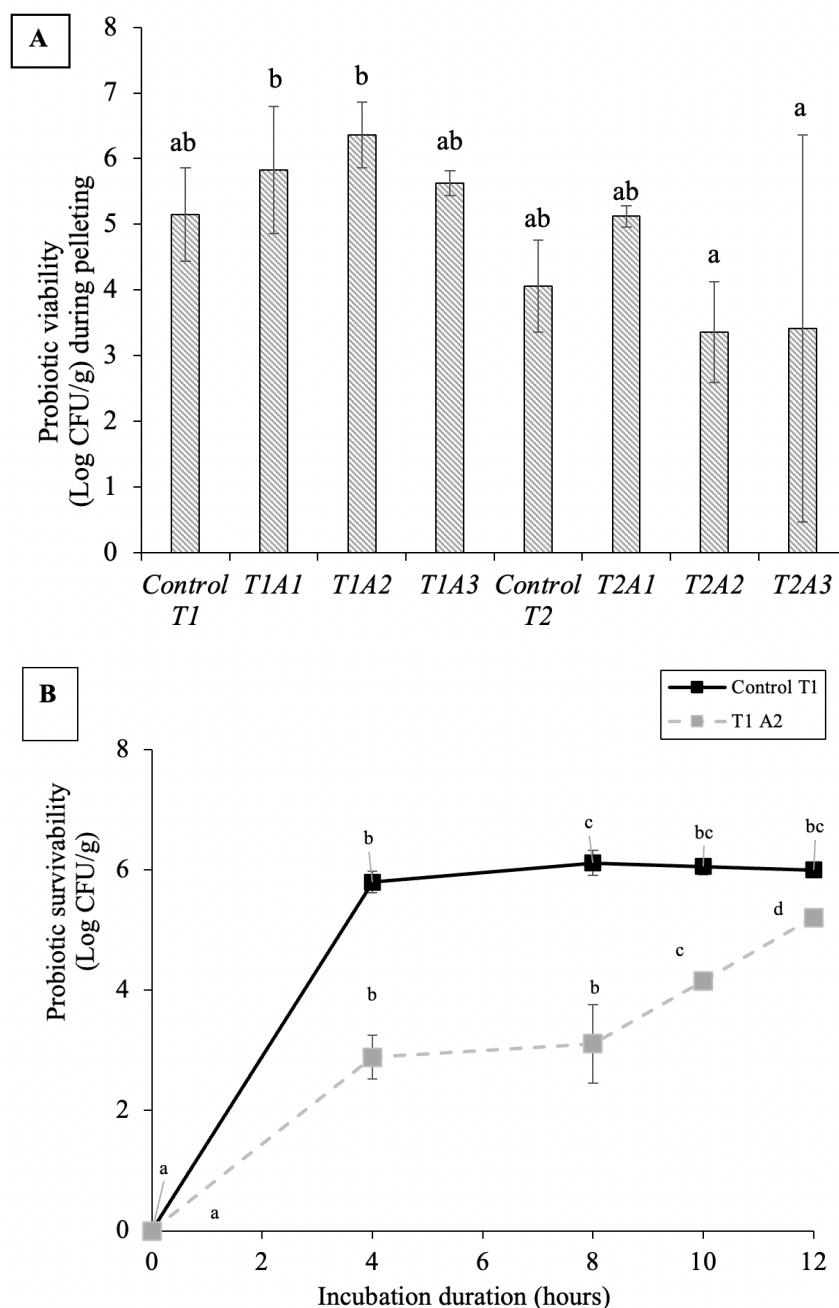 A
8
7
6
5
4
3
2
1
0
Probiotic viability
(Log CFU/g) during pelleting
ab
b
b
ab
ab
ab
a
a
Control T1
T1A1
T1A2
T1A3
Control T2
T2A1
T2A2
T2A3
B
Control T1
T1 A2
8
6
4
2
0
Probiotic survivability
(Log CFU/g)
a
b
c
bc
bc
a
b
b
c
d
0 2 4 6 8 10 12
Incubation duration (hours)